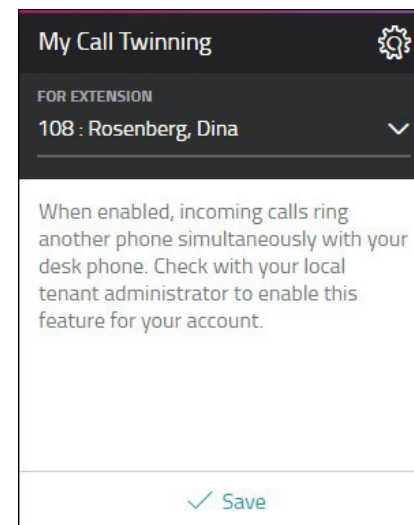 My Call Twinning
FOR EXTENSION
108 : Rosenberg, Dina
When enabled, incoming calls ring
another phone simultaneously with your
desk phone. Check with your local
tenant administrator to enable this
feature for your account.
Save